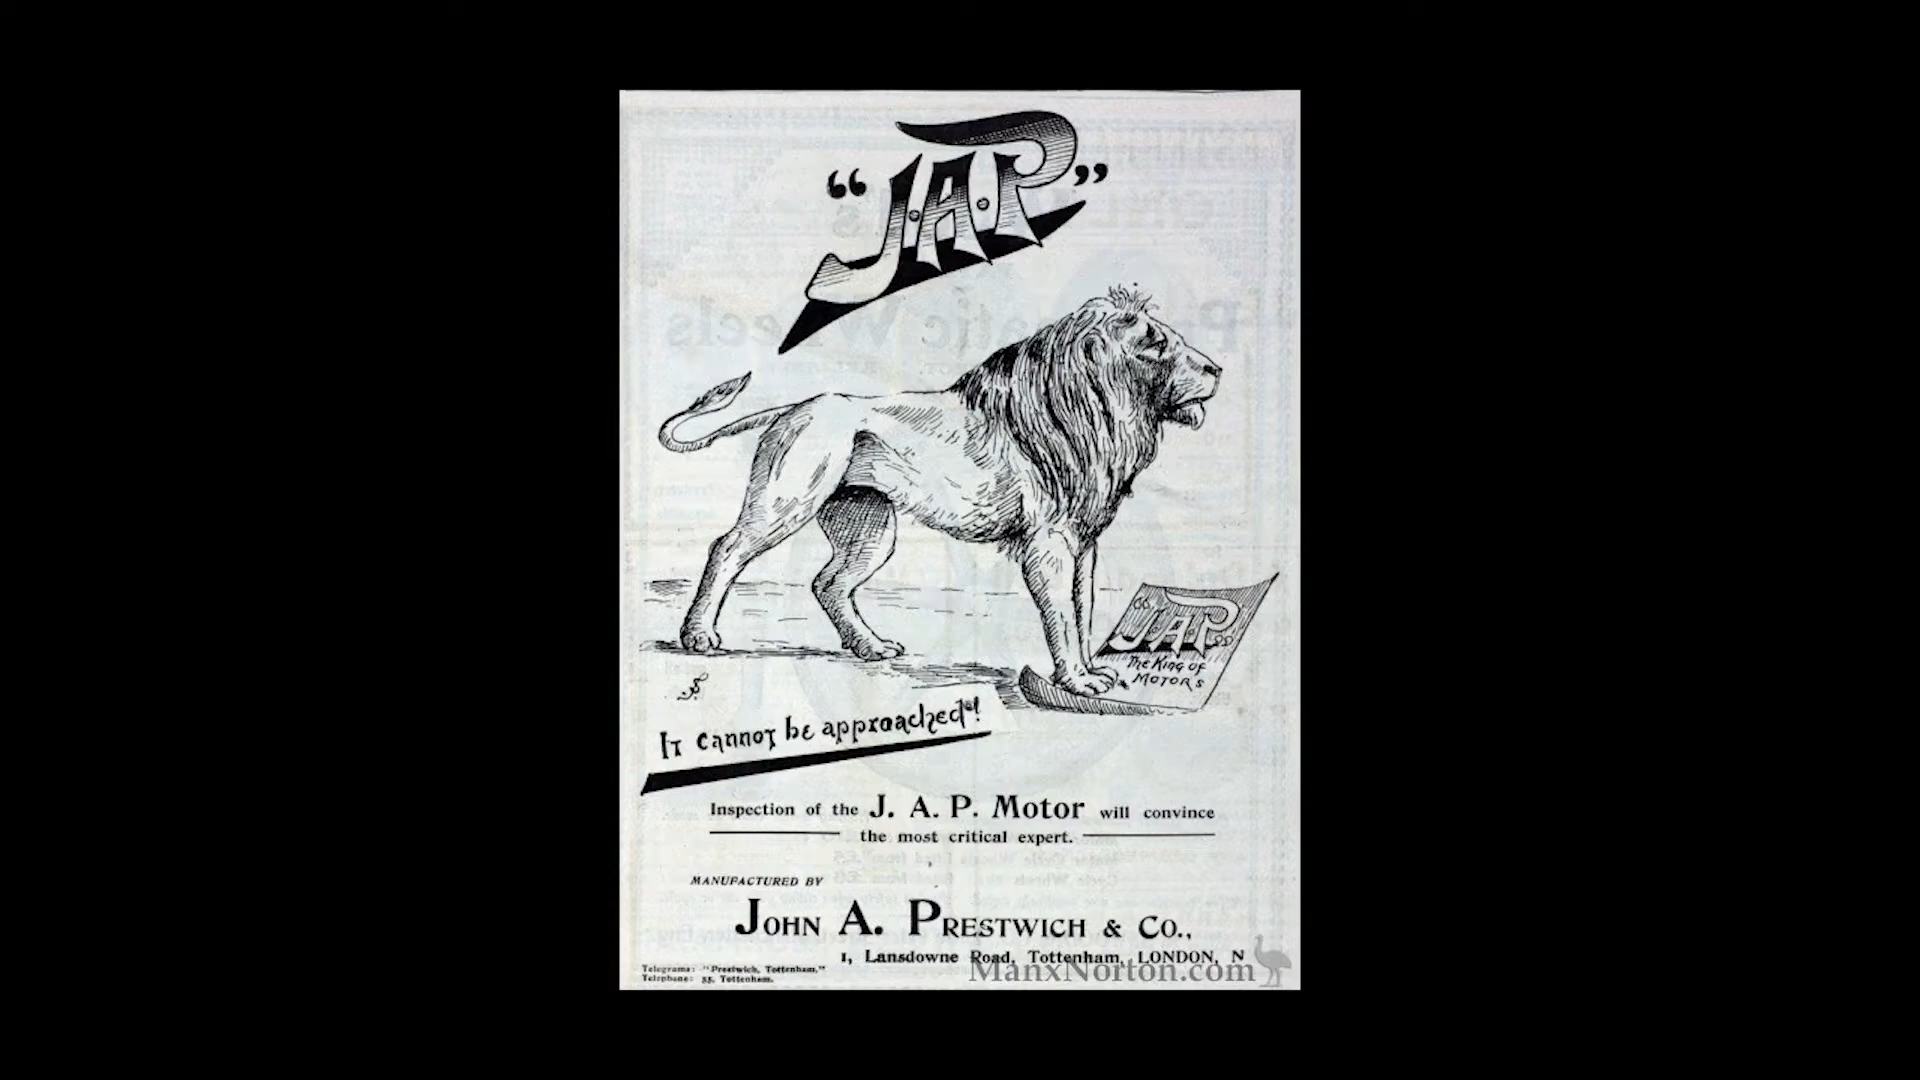 "J.A.P."
"J.A.P."
The King of
Motors
It cannot be approached!
Inspection of the J. A. P. Motor will convince
the most critical expert.
MANUFACTURED BY
John A. Prestwich & Co.,
1, Lansdowne Road, Tottenham, LONDON, N
Telegrams: "Prestwich, Tottenham."
Telephone: 55, Tottenham.
ManxNorton.com